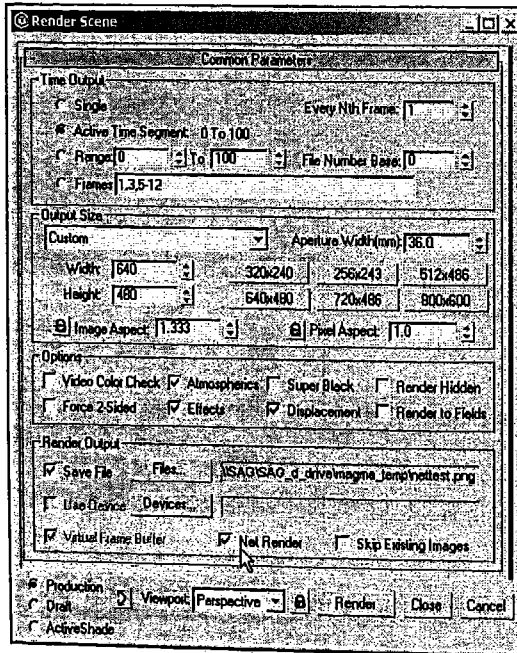 Render Scene
Common Parameters
Time Output
Single
Every Nth Frame: 1
Active Time Segment: 0 To 100
Range: 0 To 100
File Number Base: 0
Frames 1,3,5-12
Output Size
Custom
Aperture Width(mm): 36.0
Width: 640
320x240 256x243 512x486
Height: 480
640x480 720x486 800x600
Image Aspect: 1.333
Pixel Aspect: 1.0
Options
Video Color Check Atmospherics Super Black Render Hidden
Force 2-Sided Effects Displacement Render to Fields
Render Output
Save File Files... \\SAG\SAG_d_drive\magma_temp\nettest.png
Use Device Devices...
Virtual Frame Buffer Net Render Skip Existing Images
Production
Draft
ActiveShade
Viewport: Perspective Render Close Cancel